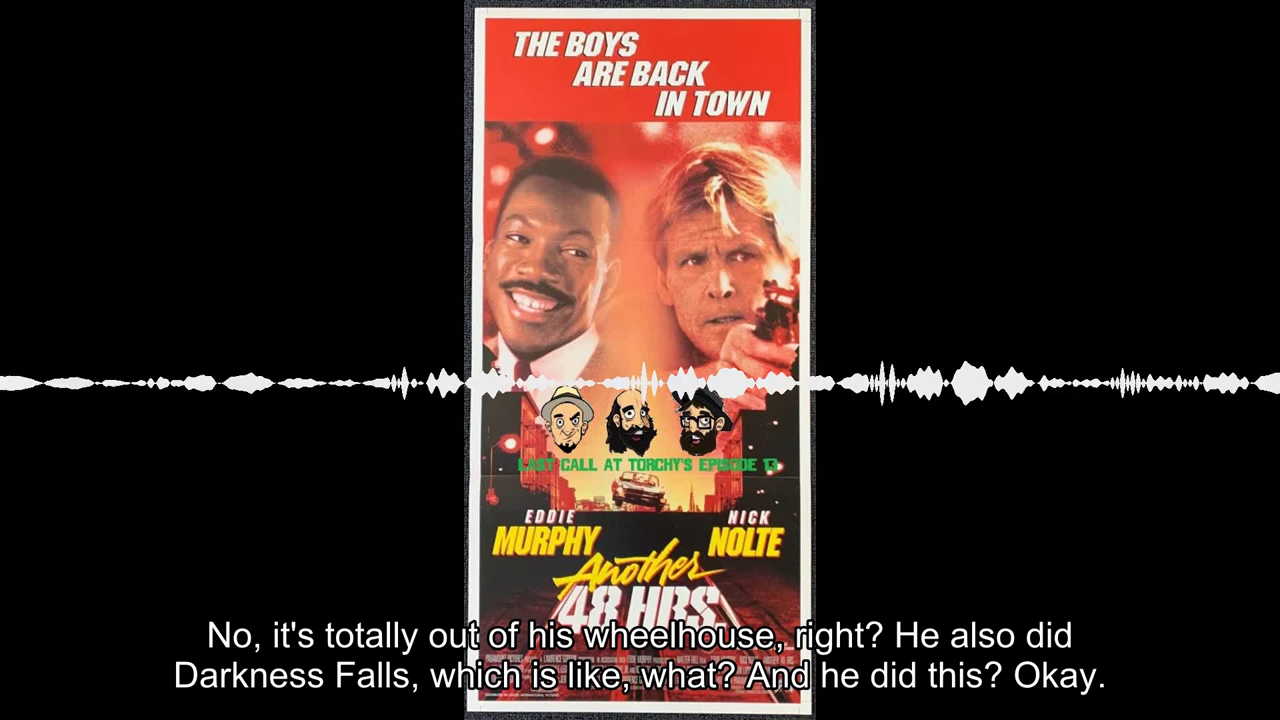 THE BOYS
ARE BACK
IN TOWN
LAST CALL AT TORCHY'S EPISODE 13
EDDIE NICK
MURPHY NOLTE
Another
48 HRS.
No, it's totally out of his wheelhouse, right? He also did
Darkness Falls, which is like, what? And he did this? Okay.